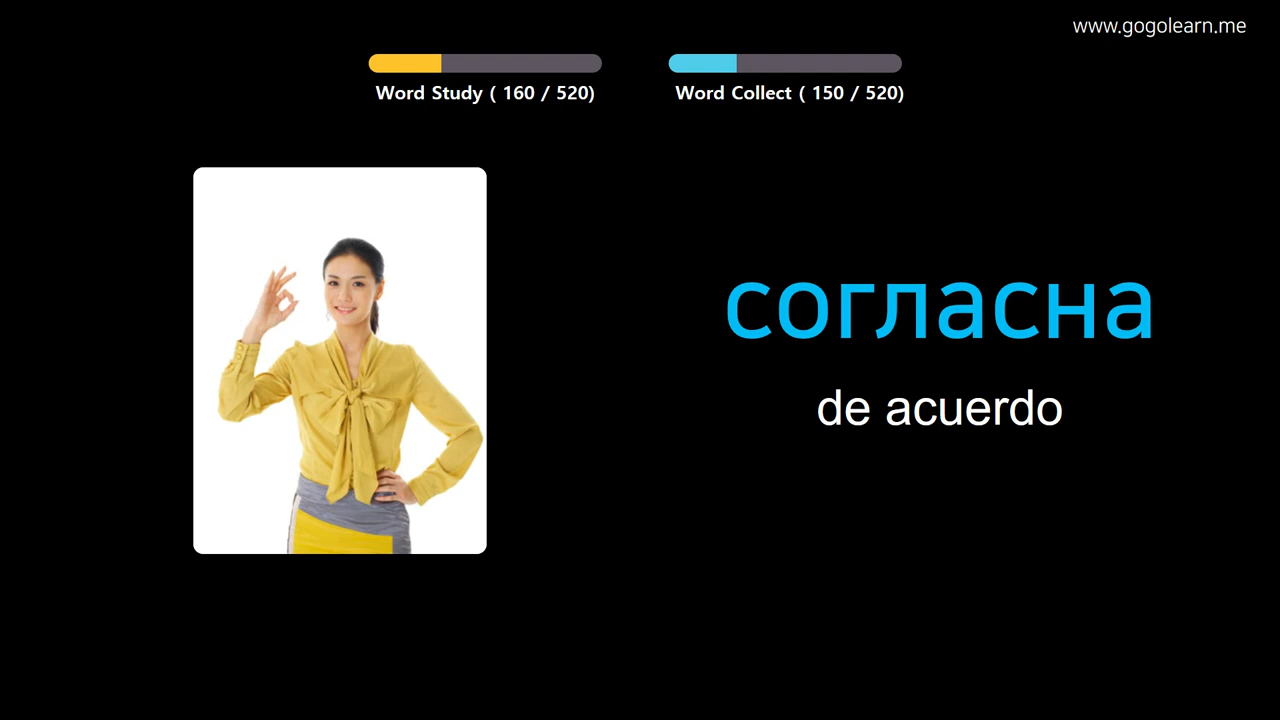 www.gogolearn.me
Word Study ( 160 / 520)
Word Collect ( 150 / 520)
согласна
de acuerdo